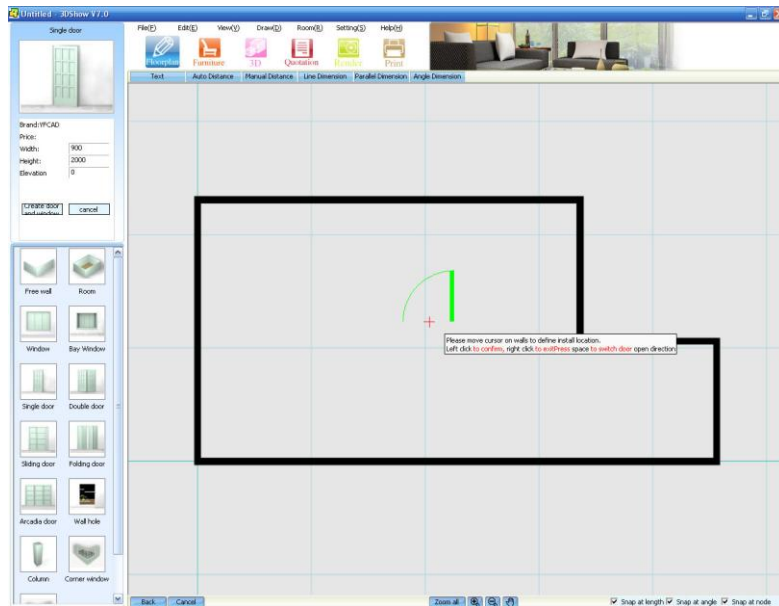 Untitled - 3DShow V7.0
Single door
File(F) Edit(E) View(V) Draw(D) Room(R) Setting(S) Help(H)
Floorplan Furniture 3D Quotation Render Print
Text Auto Distance Manual Distance Line Dimension Parallel Dimension Angle Dimension
Brand:YFCAD
Price:
Width: 900
Height: 2000
Elevation 0
Create door
and window
cancel
Free wall Room
Window Bay Window
Single door Double door
Sliding door Folding door
Arcadia door Wall hole
Column Corner window
Please move cursor on walls to define install location.
Left click to confirm, right click to exitPress space to switch door open direction
Back Cancel Zoom all Snap at length Snap at angle Snap at node